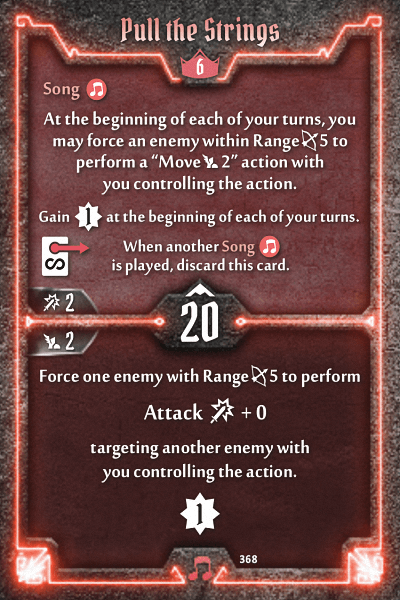 Pull the Strings
6
Song
At the beginning of each of your turns, you
may force an enemy within Range 5 to
perform a “Move 2” action with
you controlling the action.
Gain 1 at the beginning of each of your turns.
S
When another Song
is played, discard this card.
2
20
2
Force one enemy with Range 5 to perform
Attack + 0
targeting another enemy with
you controlling the action.
1
368